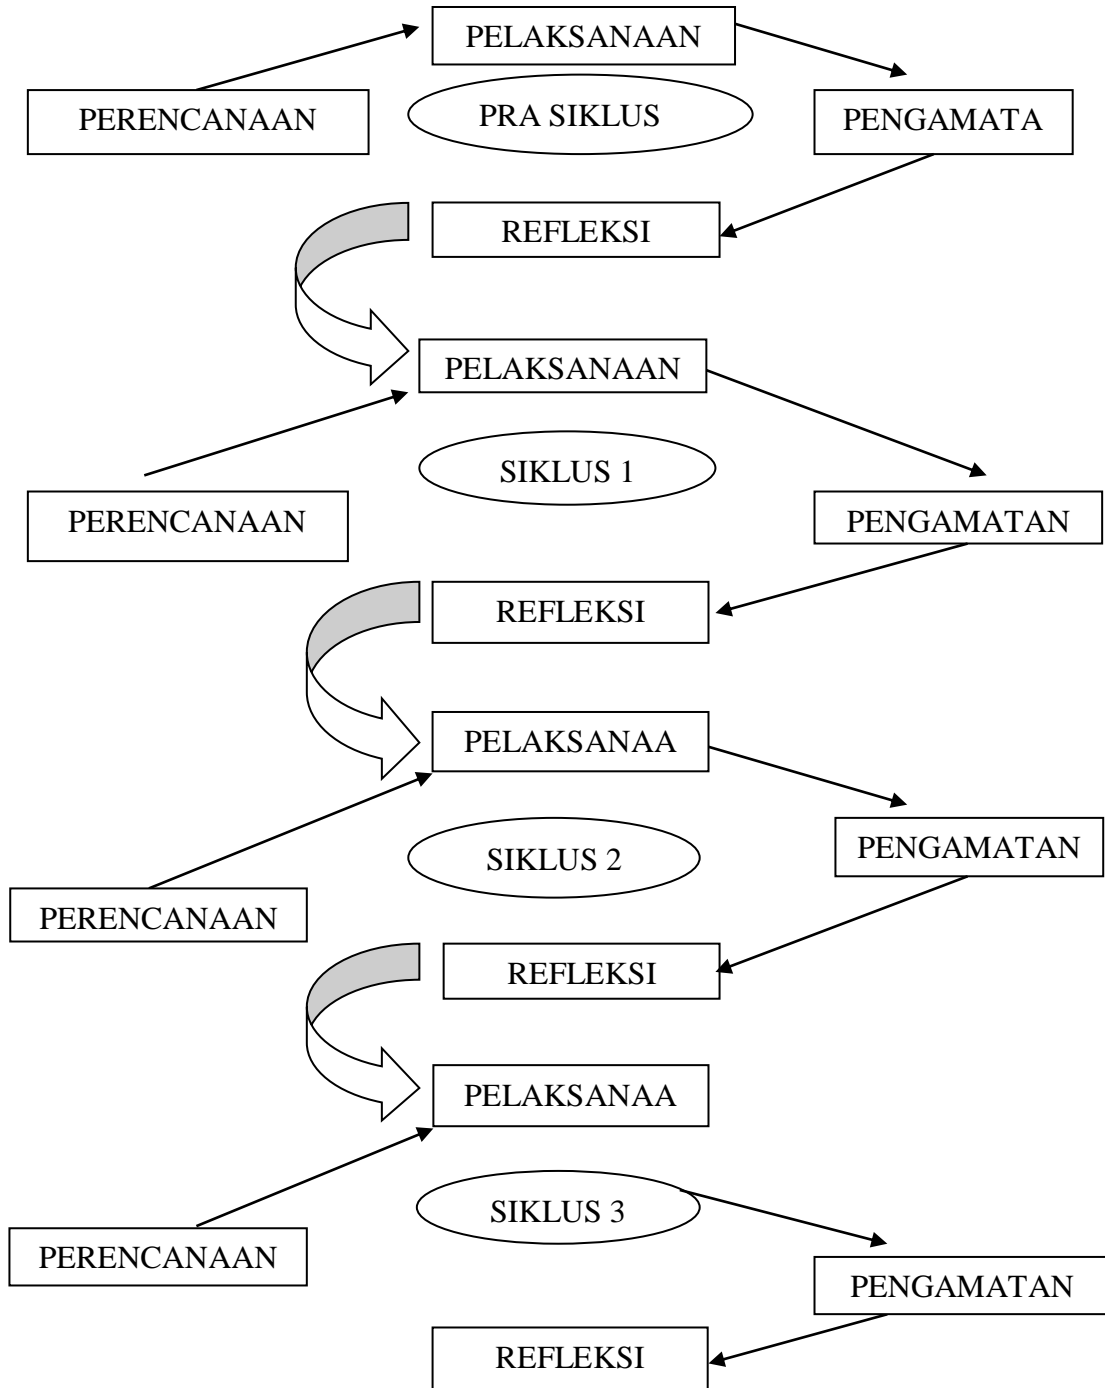 PELAKSANAAN
PERENCANAAN
PRA SIKLUS
PENGAMATA
REFLEKSI
PELAKSANAAN
SIKLUS 1
PERENCANAAN
PENGAMATAN
REFLEKSI
PELAKSANAA
SIKLUS 2
PENGAMATAN
PERENCANAAN
REFLEKSI
PELAKSANAA
SIKLUS 3
PERENCANAAN
PENGAMATAN
REFLEKSI